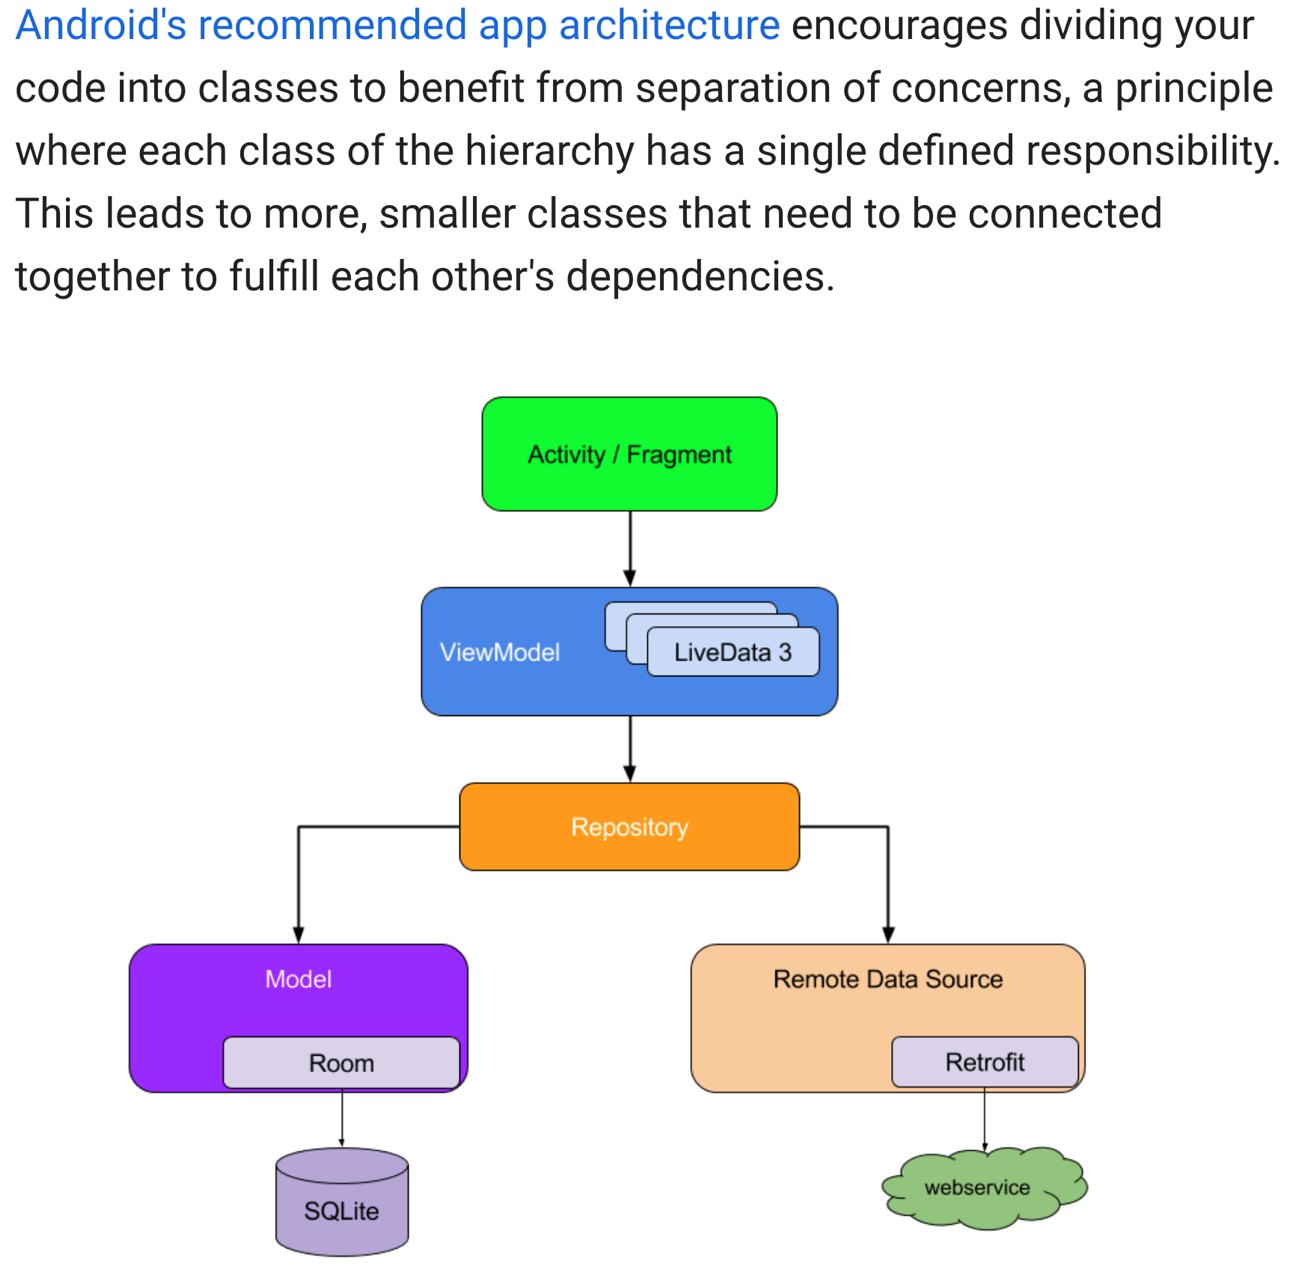 Android's recommended app architecture encourages dividing your
code into classes to benefit from separation of concerns, a principle
where each class of the hierarchy has a single defined responsibility.
This leads to more, smaller classes that need to be connected
together to fulfill each other's dependencies.
Activity / Fragment
ViewModel
LiveData 3
Repository
Model
Remote Data Source
Room
Retrofit
SQLite
webservice